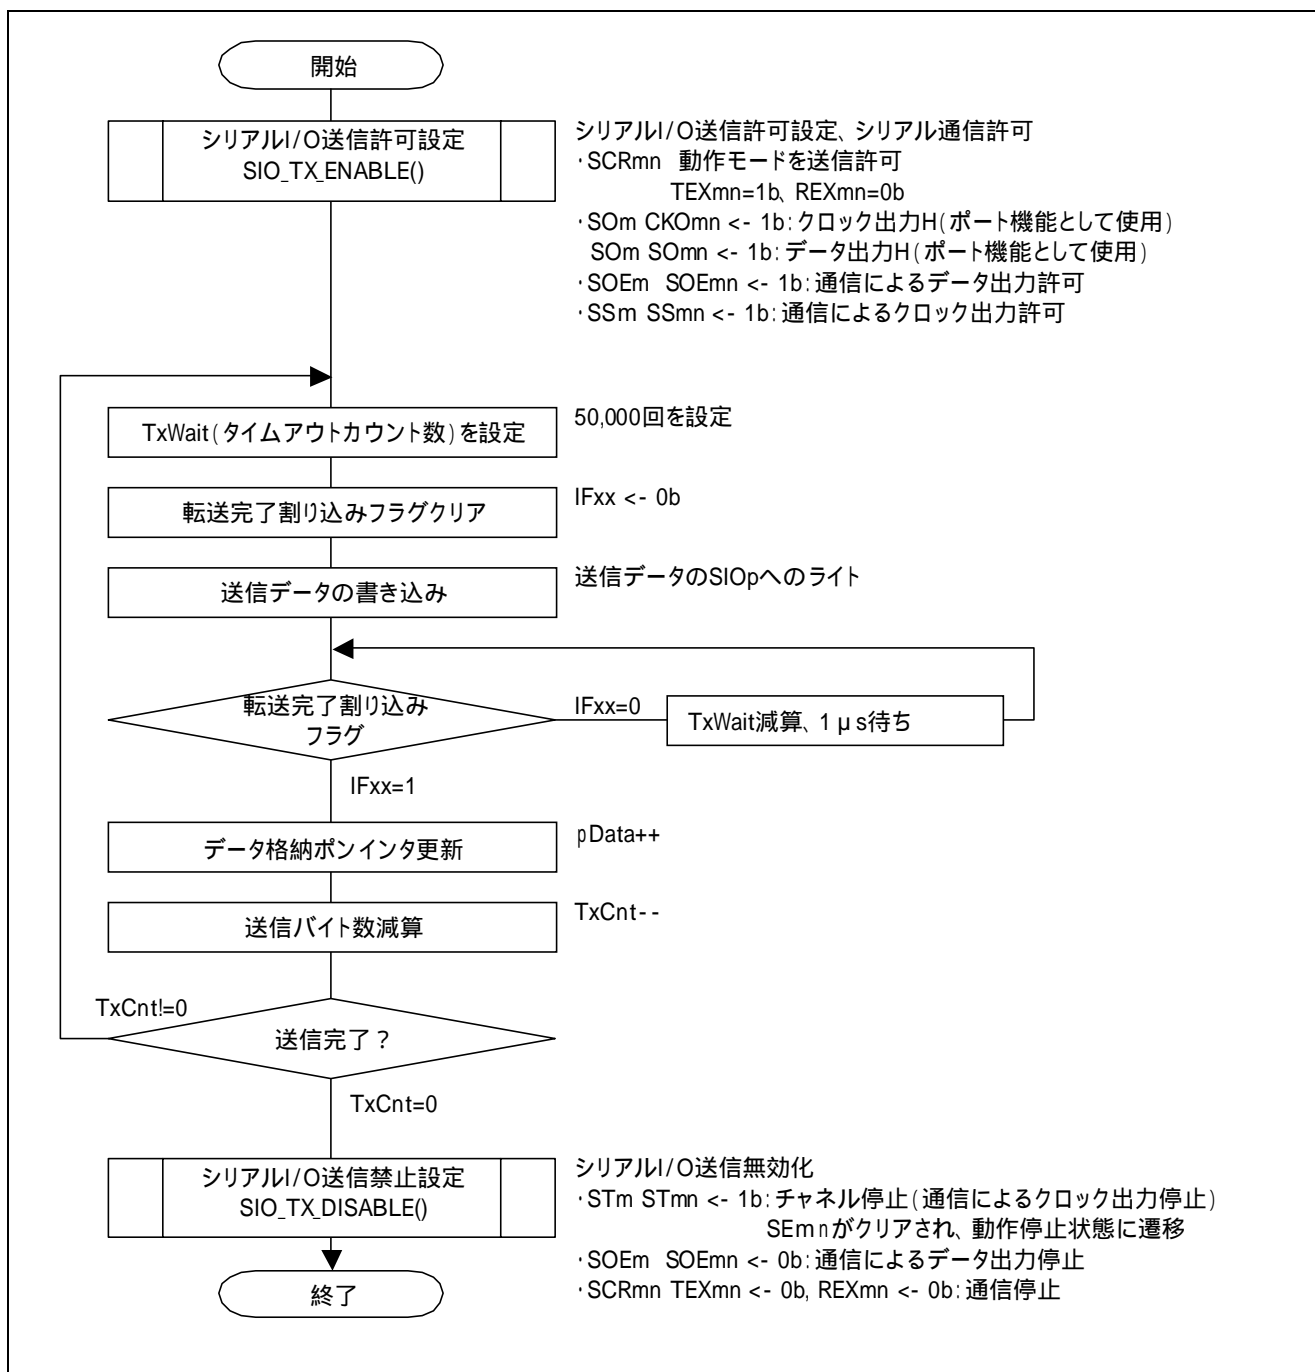 開始
シリアルI/O送信許可設定
SIO_TX_ENABLE()
シリアルI/O送信許可設定、シリアル通信許可
・SCRmn 動作モードを送信許可
TEXmn=1b、REXmn=0b
・SOm CKOmn <- 1b:クロック出力H(ポート機能として使用)
SOm SOmn <- 1b:データ出力H(ポート機能として使用)
・SOEm SOEmn <- 1b:通信によるデータ出力許可
・SSm SSmn <- 1b:通信によるクロック出力許可
TxWait(タイムアウトカウント数)を設定
50,000回を設定
転送完了割り込みフラグクリア
IFxx <- 0b
送信データの書き込み
送信データのSIOpへのライト
転送完了割り込み
フラグ
IFxx=0
TxWait減算、1μs待ち
IFxx=1
データ格納ポンインタ更新
pData++
送信バイト数減算
TxCnt--
TxCnt!=0
送信完了?
TxCnt=0
シリアルI/O送信禁止設定
SIO_TX_DISABLE()
シリアルI/O送信無効化
・STm STmn <- 1b:チャネル停止(通信によるクロック出力停止)
SEmnがクリアされ、動作停止状態に遷移
・SOEm SOEmn <- 0b:通信によるデータ出力停止
・SCRmn TEXmn <- 0b, REXmn <- 0b:通信停止
終了